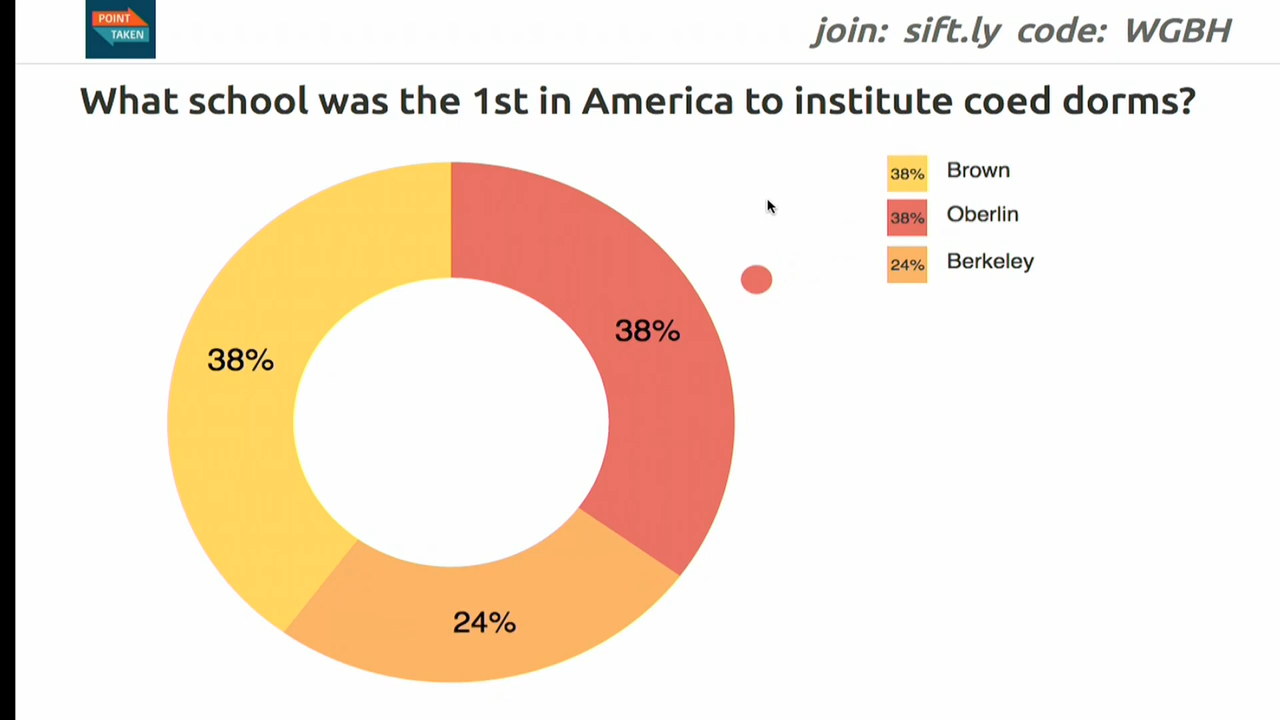 POINT
TAKEN
join: sift.ly code: WGBH
What school was the 1st in America to institute coed dorms?
38% Brown
38% Oberlin
24% Berkeley
38%
38%
24%